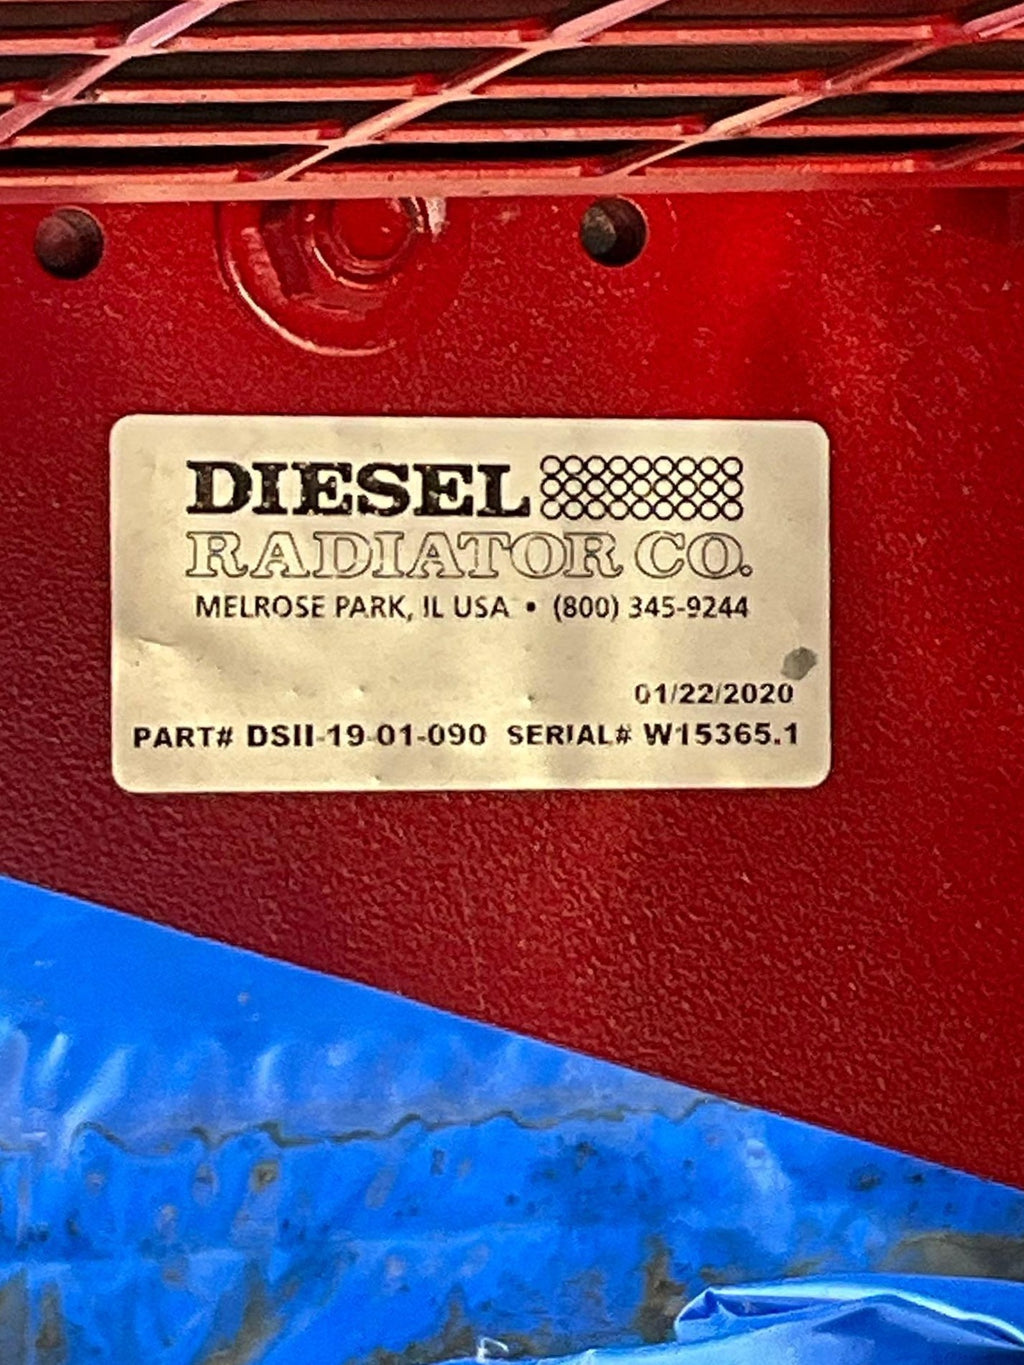 DIESEL
RADIATOR CO.
MELROSE PARK, IL USA • (800) 345-9244
01/22/2020
PART# DSII-19-01-090 SERIAL# W15365.1